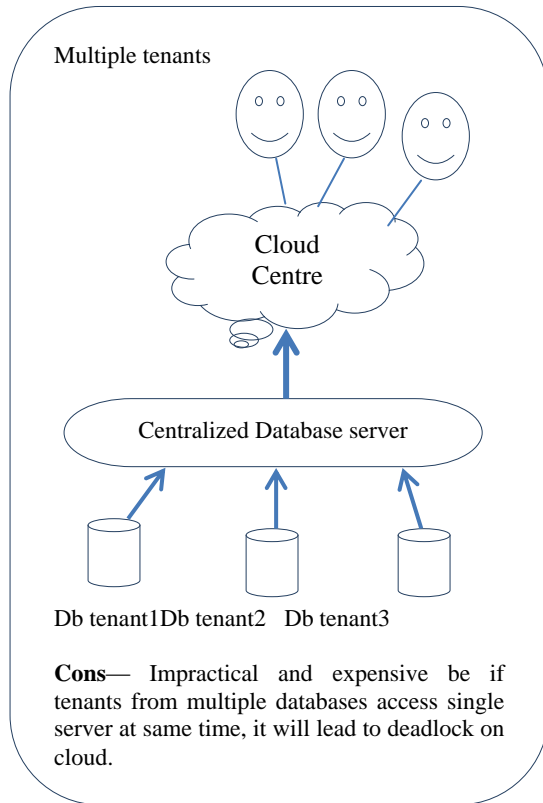 Multiple tenants
Cloud
Centre
Centralized Database server
Db tenant1Db tenant2 Db tenant3
Cons— Impractical and expensive be if
tenants from multiple databases access single
server at same time, it will lead to deadlock on
cloud.